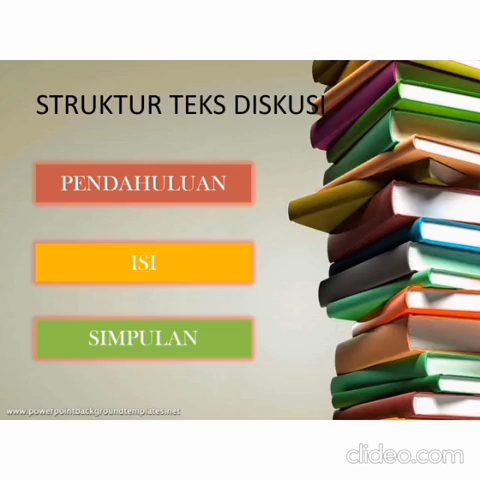 STRUKTUR TEKS DISKUSI
PENDAHULUAN
ISI
SIMPULAN
www.powerpointbackgroundtemplates.net
clideo.com